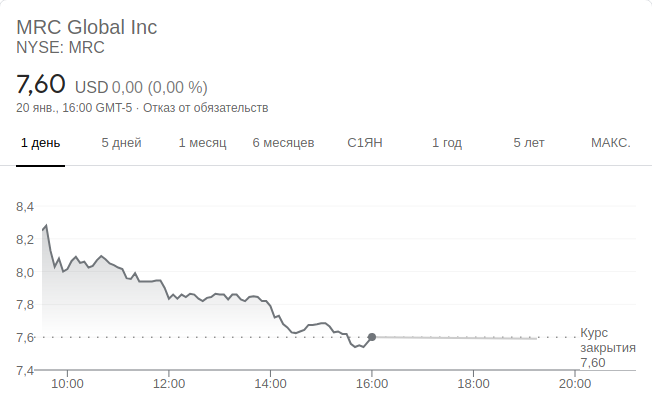 MRC Global Inc
NYSE: MRC
7,60 USD 0,00 (0,00 %)
20 янв., 16:00 GMT-5 · Отказ от обязательств
1 день 5 дней 1 месяц 6 месяцев С1ЯН 1 год 5 лет МАКС.
8,4
8,2
8,0
7,8
7,6
7,4
Курс
закрытия
7,60
10:00 12:00 14:00 16:00 18:00 20:00